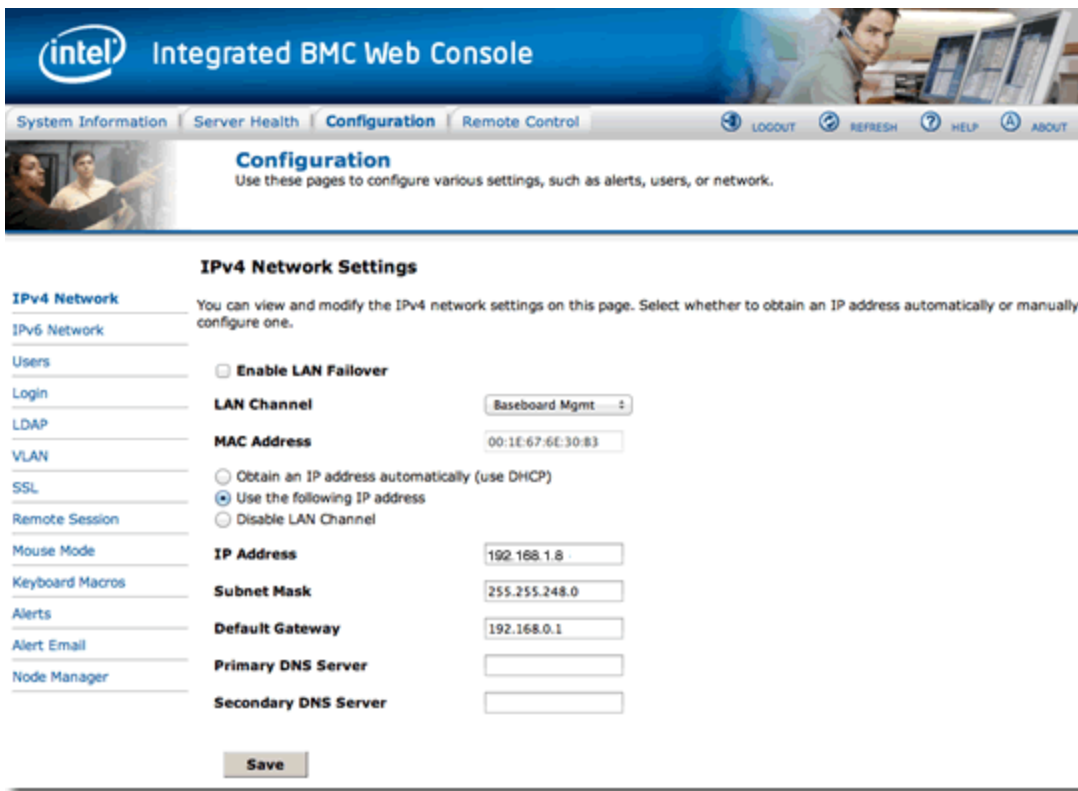 intel Integrated BMC Web Console
System Information Server Health Configuration Remote Control LOGOUT REFRESH HELP A ABOUT
Configuration
Use these pages to configure various settings, such as alerts, users, or network.
IPv4 Network Settings
You can view and modify the IPv4 network settings on this page. Select whether to obtain an IP address automatically or manually
configure one.
IPv4 Network
IPv6 Network
Users
Login
LDAP
VLAN
SSL
Remote Session
Mouse Mode
Keyboard Macros
Alerts
Alert Email
Node Manager
Enable LAN Failover
LAN Channel Baseboard Mgmt
MAC Address 00:1E:67:6E:30:B3
Obtain an IP address automatically (use DHCP)
Use the following IP address
Disable LAN Channel
IP Address 192.168.1.8
Subnet Mask 255.255.248.0
Default Gateway 192.168.0.1
Primary DNS Server
Secondary DNS Server
Save